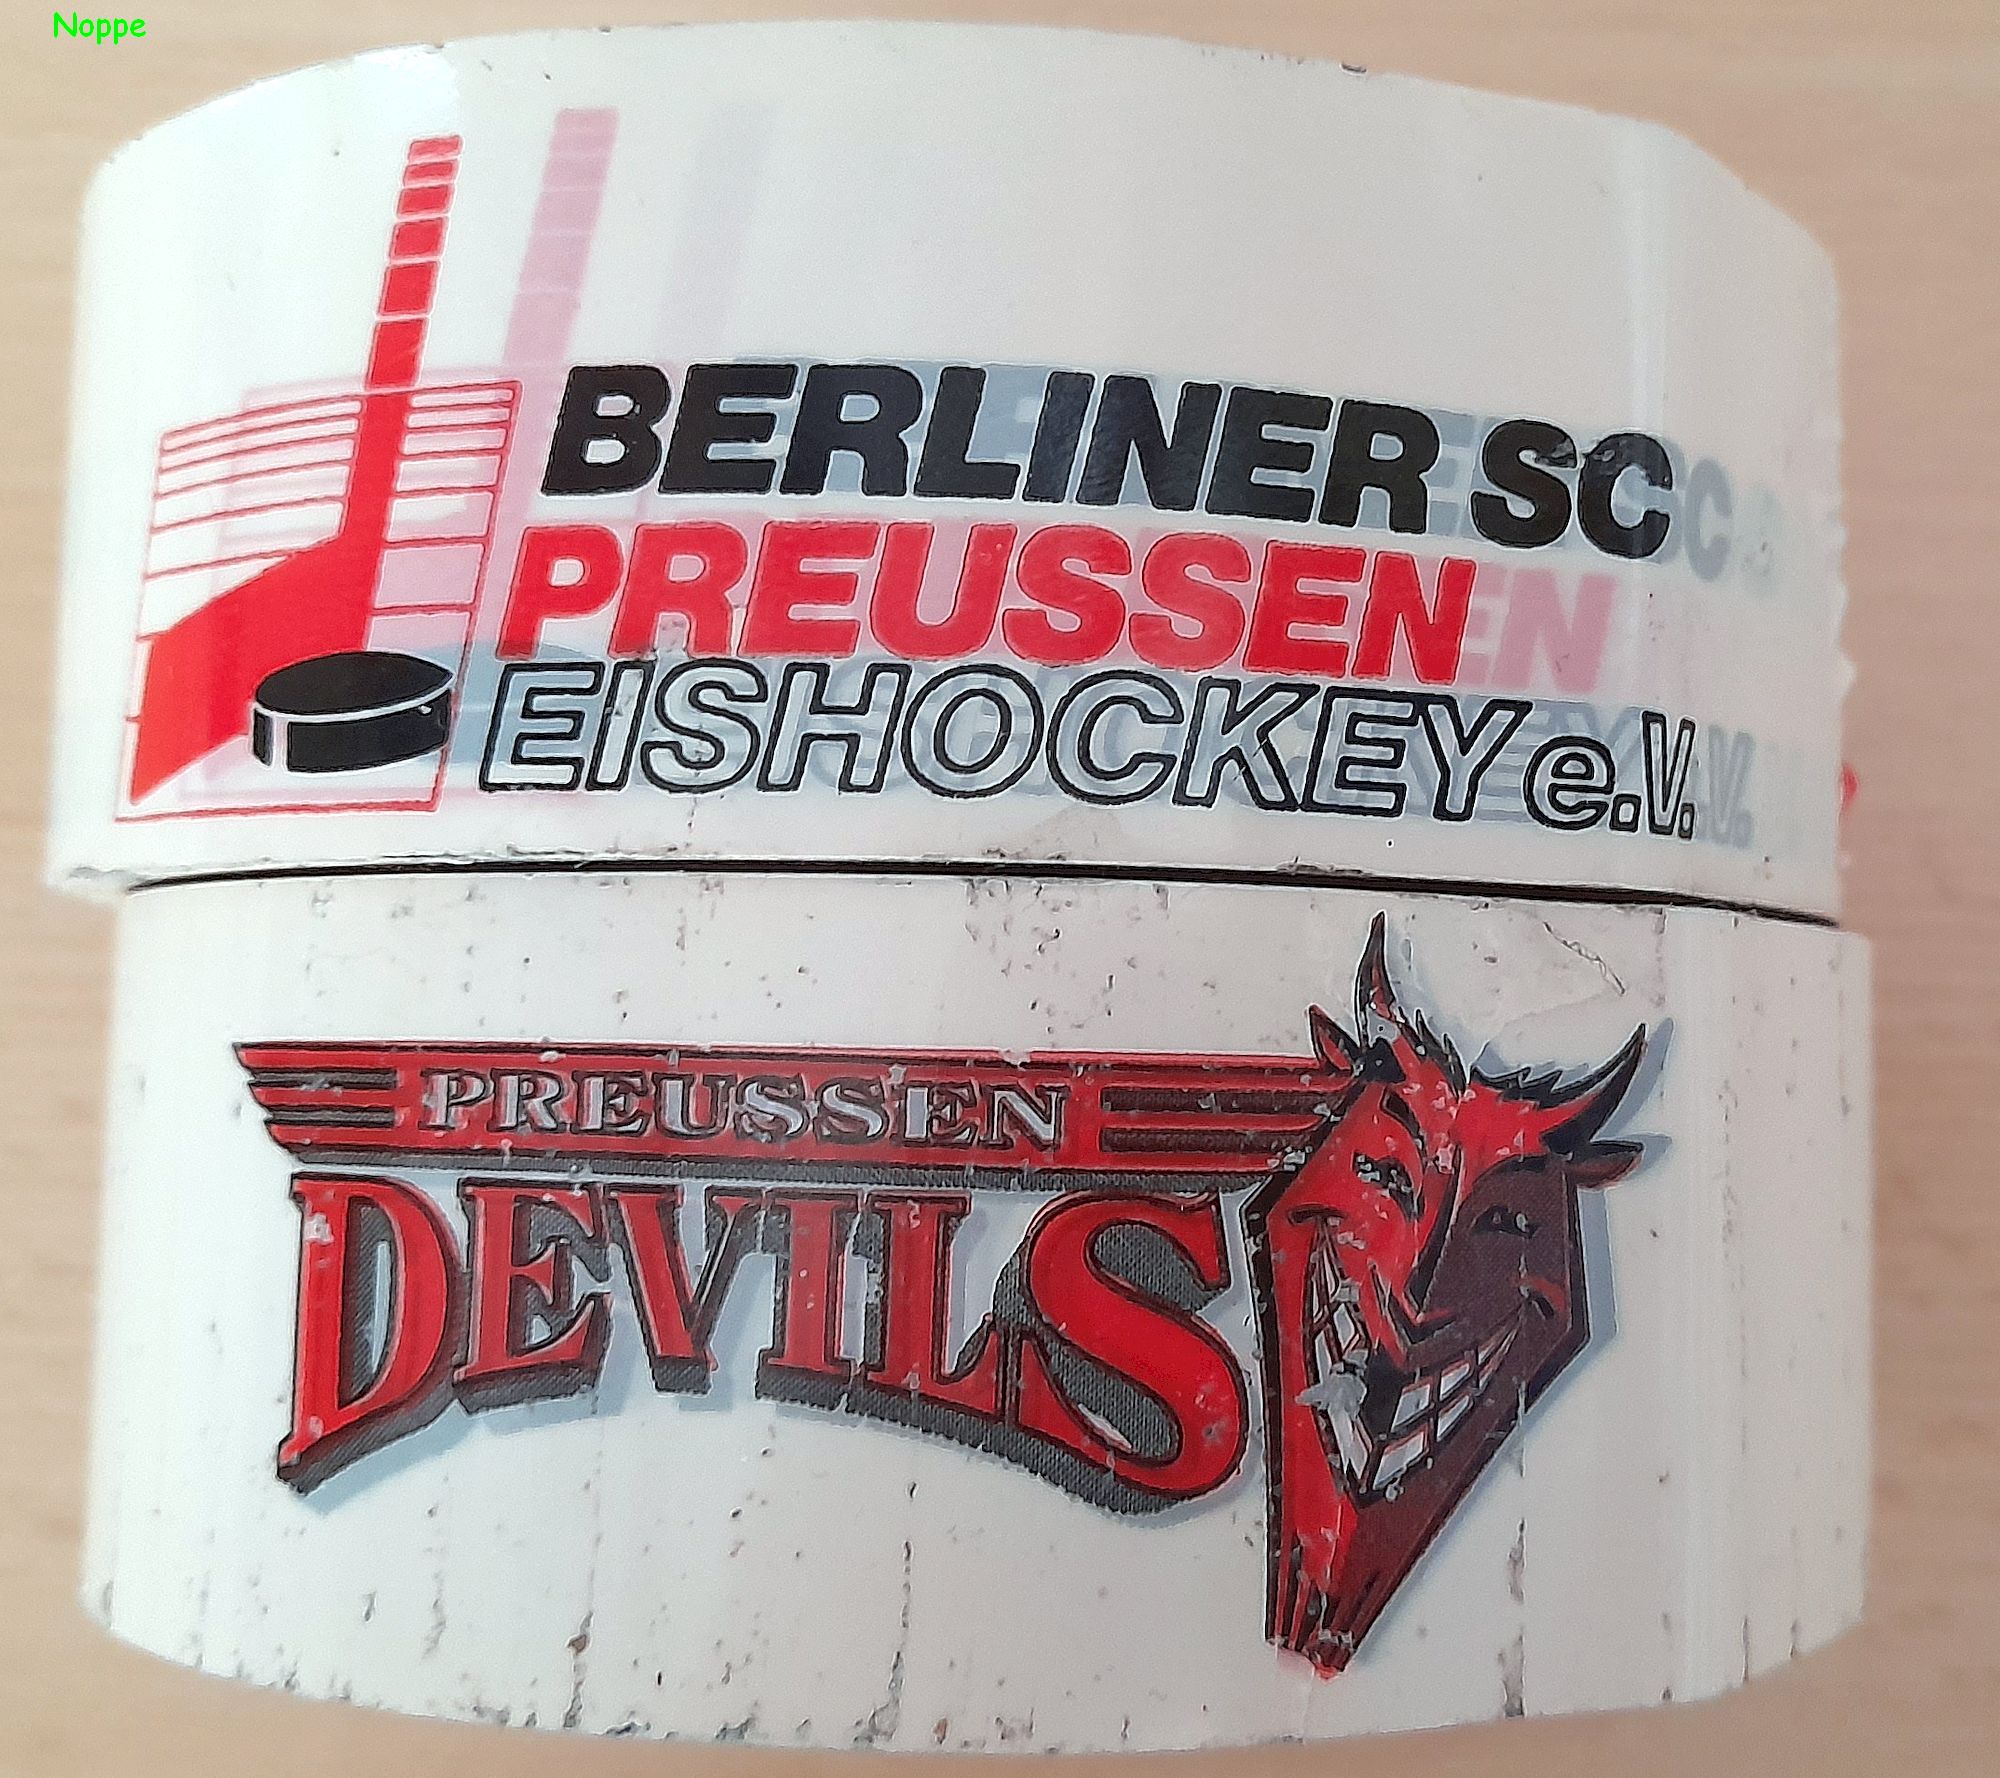 Noppe
BERLINER SC
PREUSSEN
EISHOCKEY e.V.
PREUSSEN
DEVILS